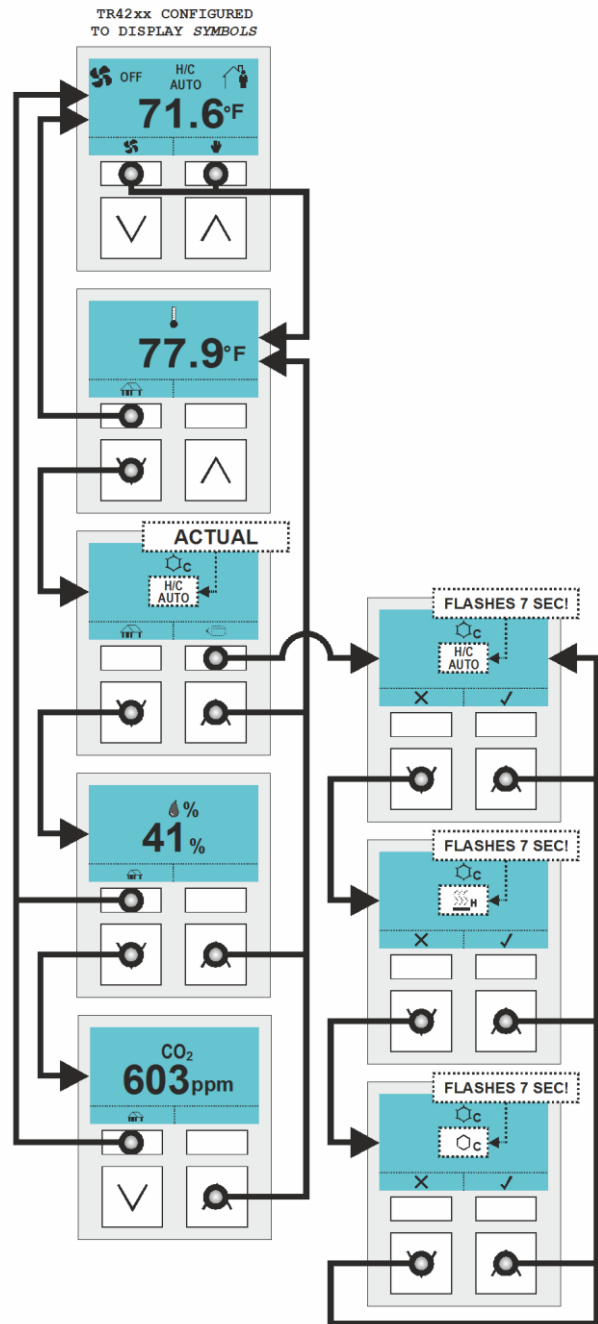 TR42xx CONFIGURED
TO DISPLAY SYMBOLS
OFF
H/C
AUTO
71.6°F
77.9°F
ACTUAL
C
H/C
AUTO
%
41%
CO₂
603ppm
FLASHES 7 SEC!
C
H/C
AUTO
FLASHES 7 SEC!
C
H
FLASHES 7 SEC!
C
C